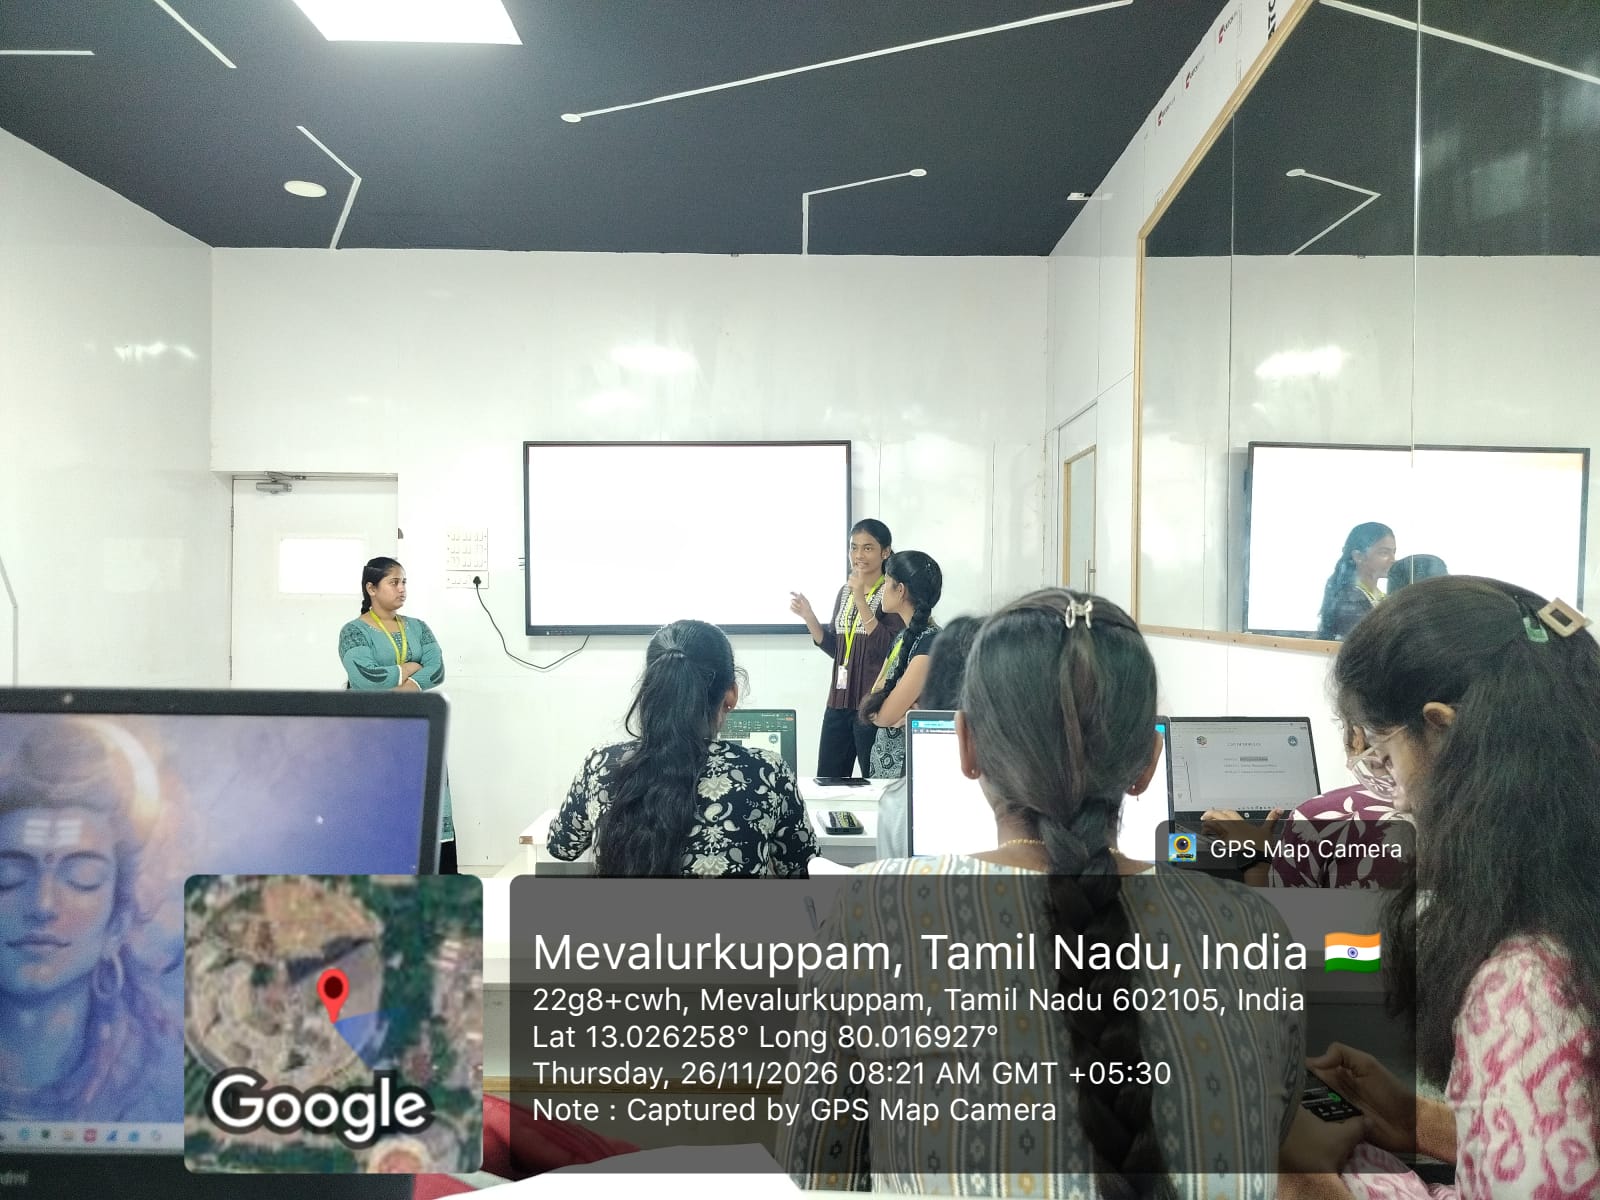 GPS Map Camera
Mevalurkuppam, Tamil Nadu, India
22g8+cwh, Mevalurkuppam, Tamil Nadu 602105, India
Lat 13.026258° Long 80.016927°
Thursday, 26/11/2026 08:21 AM GMT +05:30
Note : Captured by GPS Map Camera
Google